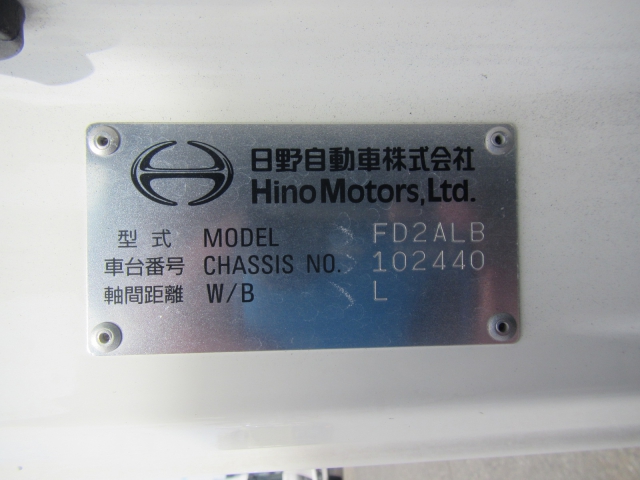 日野自動車株式会社
Hino Motors, Ltd.
型式 MODEL FD2ALB
車台番号 CHASSIS NO. 102440
軸間距離 W/B L